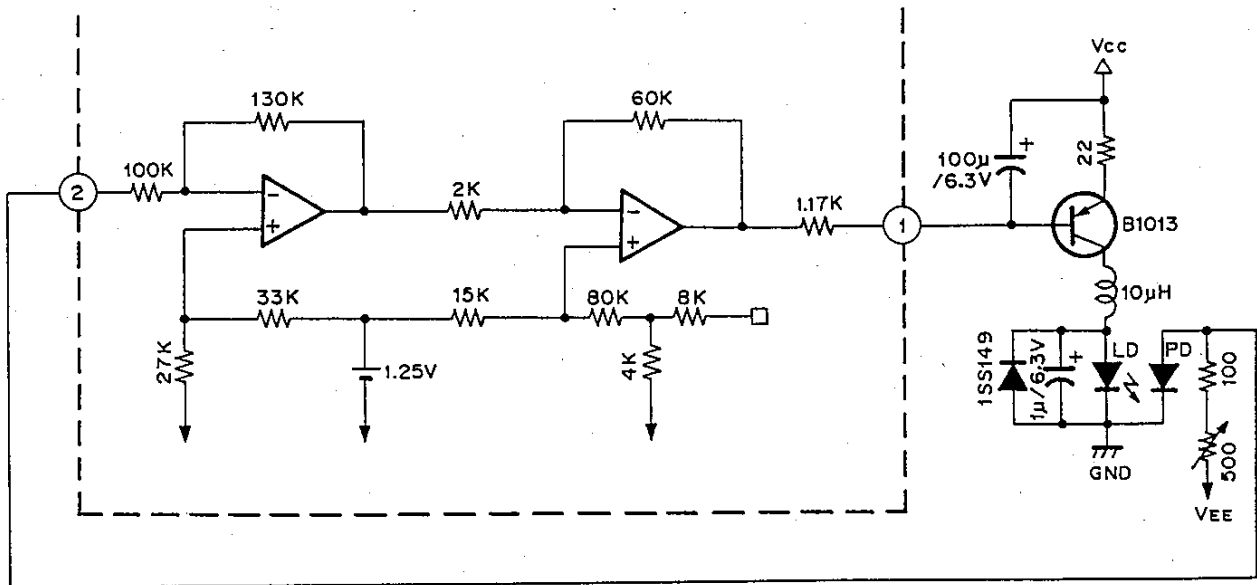 Vcc
130K
60K
100K
2
2K
100µ
/6.3V
22
1.17K
1
B1013
33K
15K
80K
8K
10µH
27K
1.25V
4K
1SS149
1µ/6.3V
LD
PD
100
500
GND
VEE